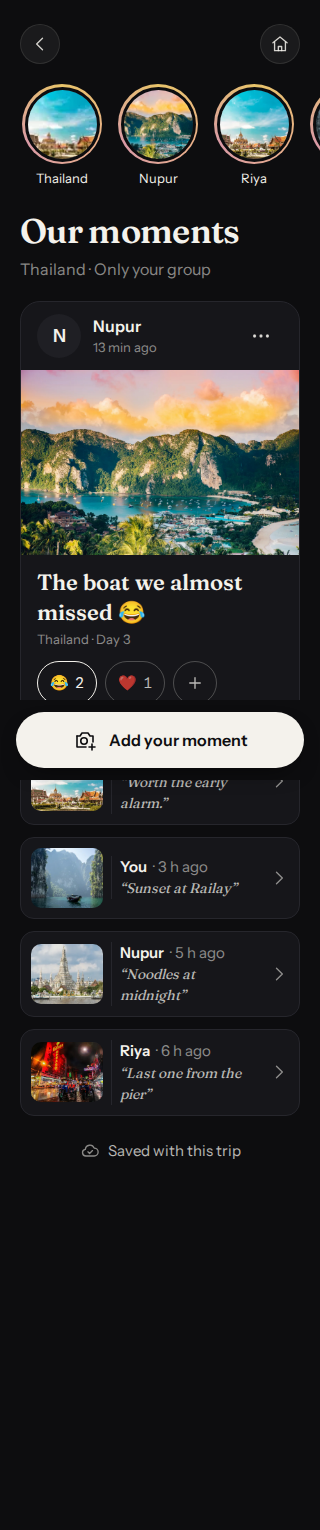 Thailand
Nupur
Riya
Our moments
Thailand · Only your group
N
Nupur
13 min ago
The boat we almost
missed 😂
Thailand · Day 3
😂 2
❤️ 1
+
Add your moment
“Worth the early
alarm.”
You · 3 h ago
“Sunset at Railay”
Nupur · 5 h ago
“Noodles at
midnight”
Riya · 6 h ago
“Last one from the
pier”
Saved with this trip